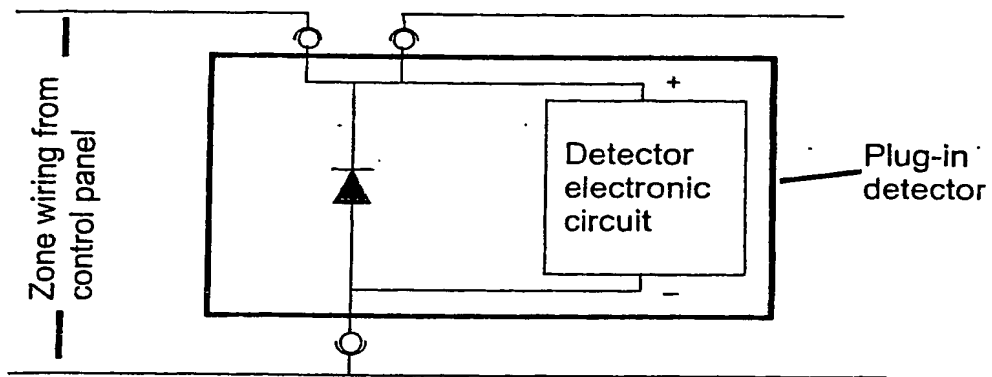 Zone wiring from
control panel
+
Detector
electronic
circuit
−
Plug-in
detector